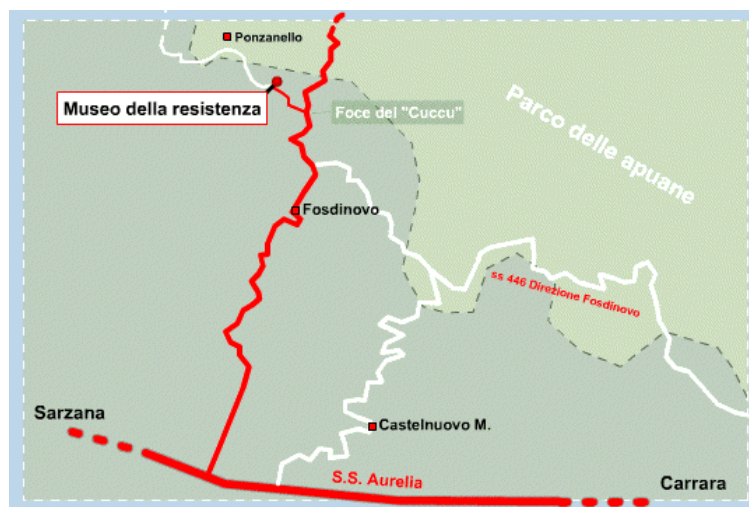 Ponzanello
Museo della resistenza
Foce del "Cuccu"
Parco delle apuane
Fosdinovo
ss 446 Direzione Fosdinovo
Sarzana
Castelnuovo M.
S.S. Aurelia
Carrara